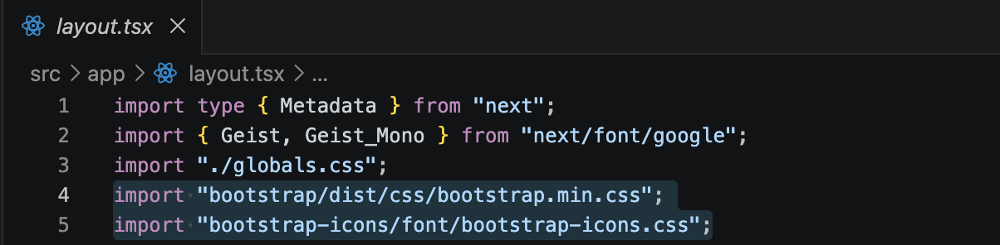 layout.tsx
src > app > layout.tsx > ...
1 import type { Metadata } from "next";
2 import { Geist, Geist_Mono } from "next/font/google";
3 import "./globals.css";
4 import "bootstrap/dist/css/bootstrap.min.css";
5 import "bootstrap-icons/font/bootstrap-icons.css";